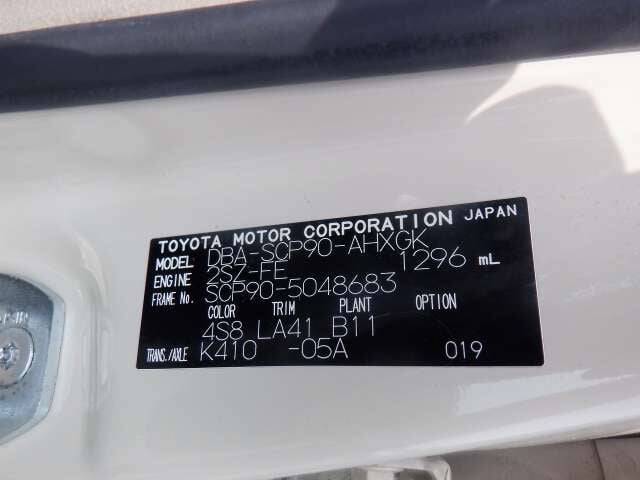 TOYOTA MOTOR CORPORATION JAPAN
MODEL DBA-SCP90-AHXGK
ENGINE 2SZ-FE 1296 mL
FRAME No. SCP90-5048683
COLOR TRIM PLANT OPTION
4S8 LA41 B11
TRANS./AXLE K410 -05A 019